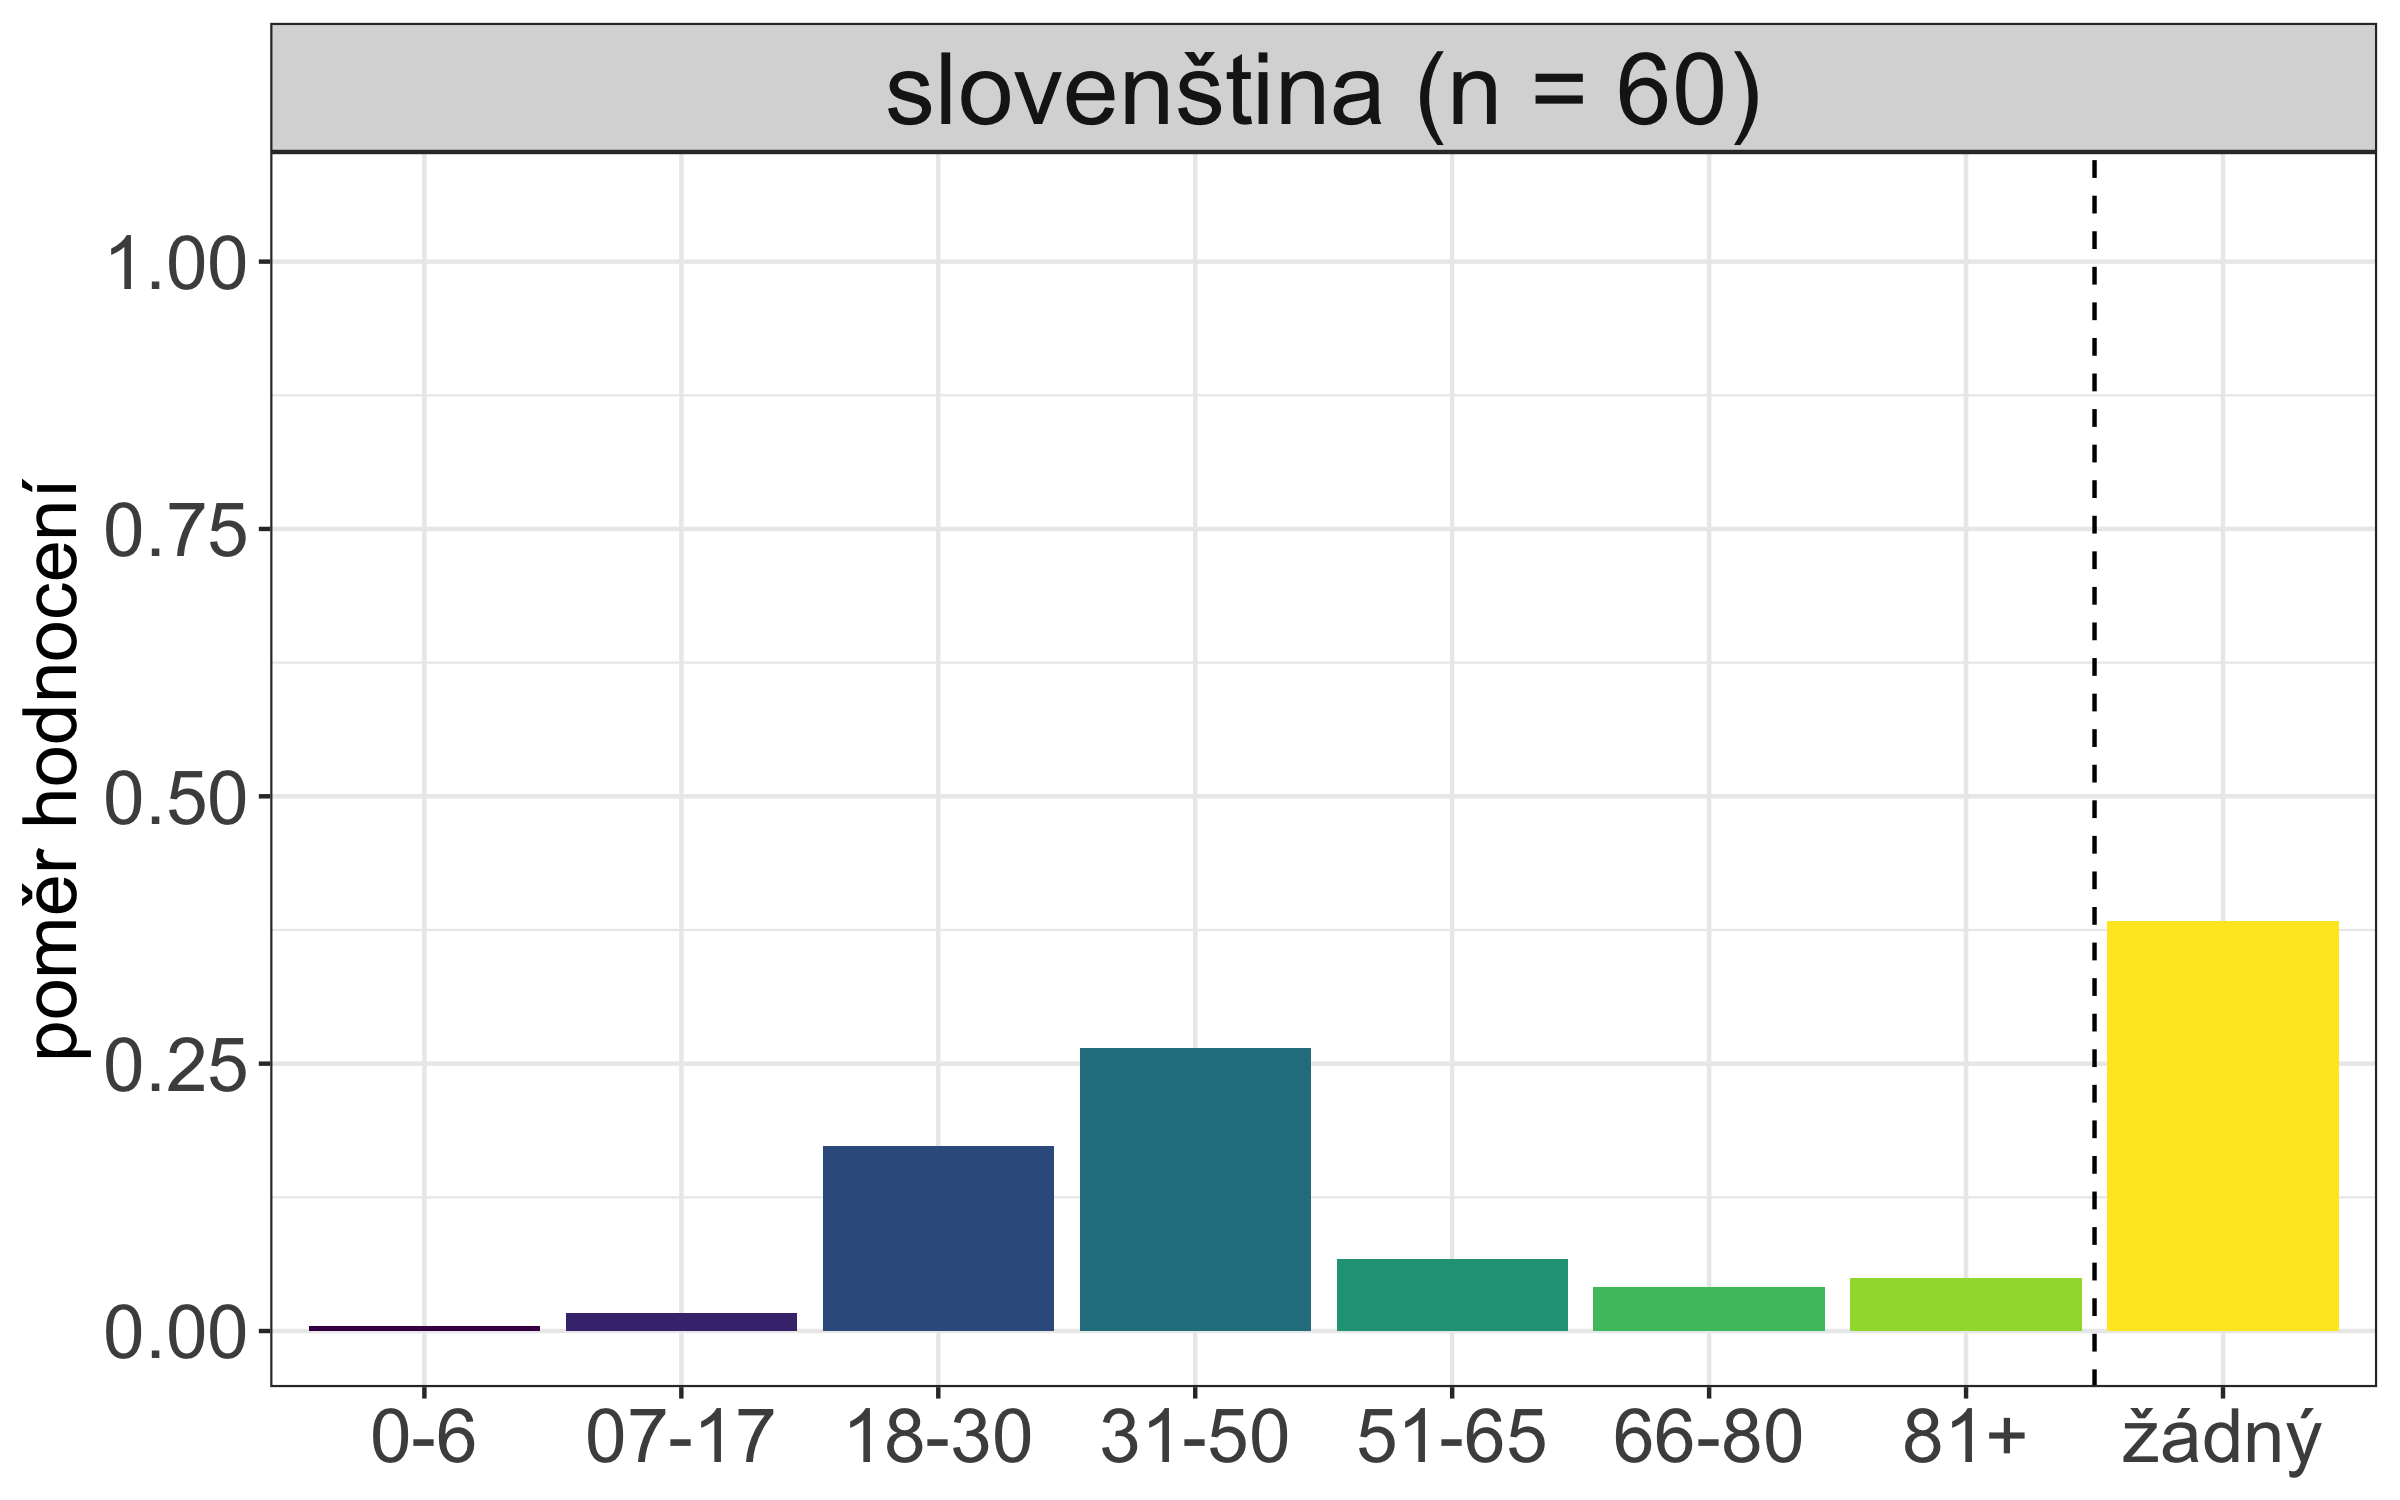 slovenština (n = 60)
poměr hodnocení
1.00
0.75
0.50
0.25
0.00
0-6 07-17 18-30 31-50 51-65 66-80 81+ žádný